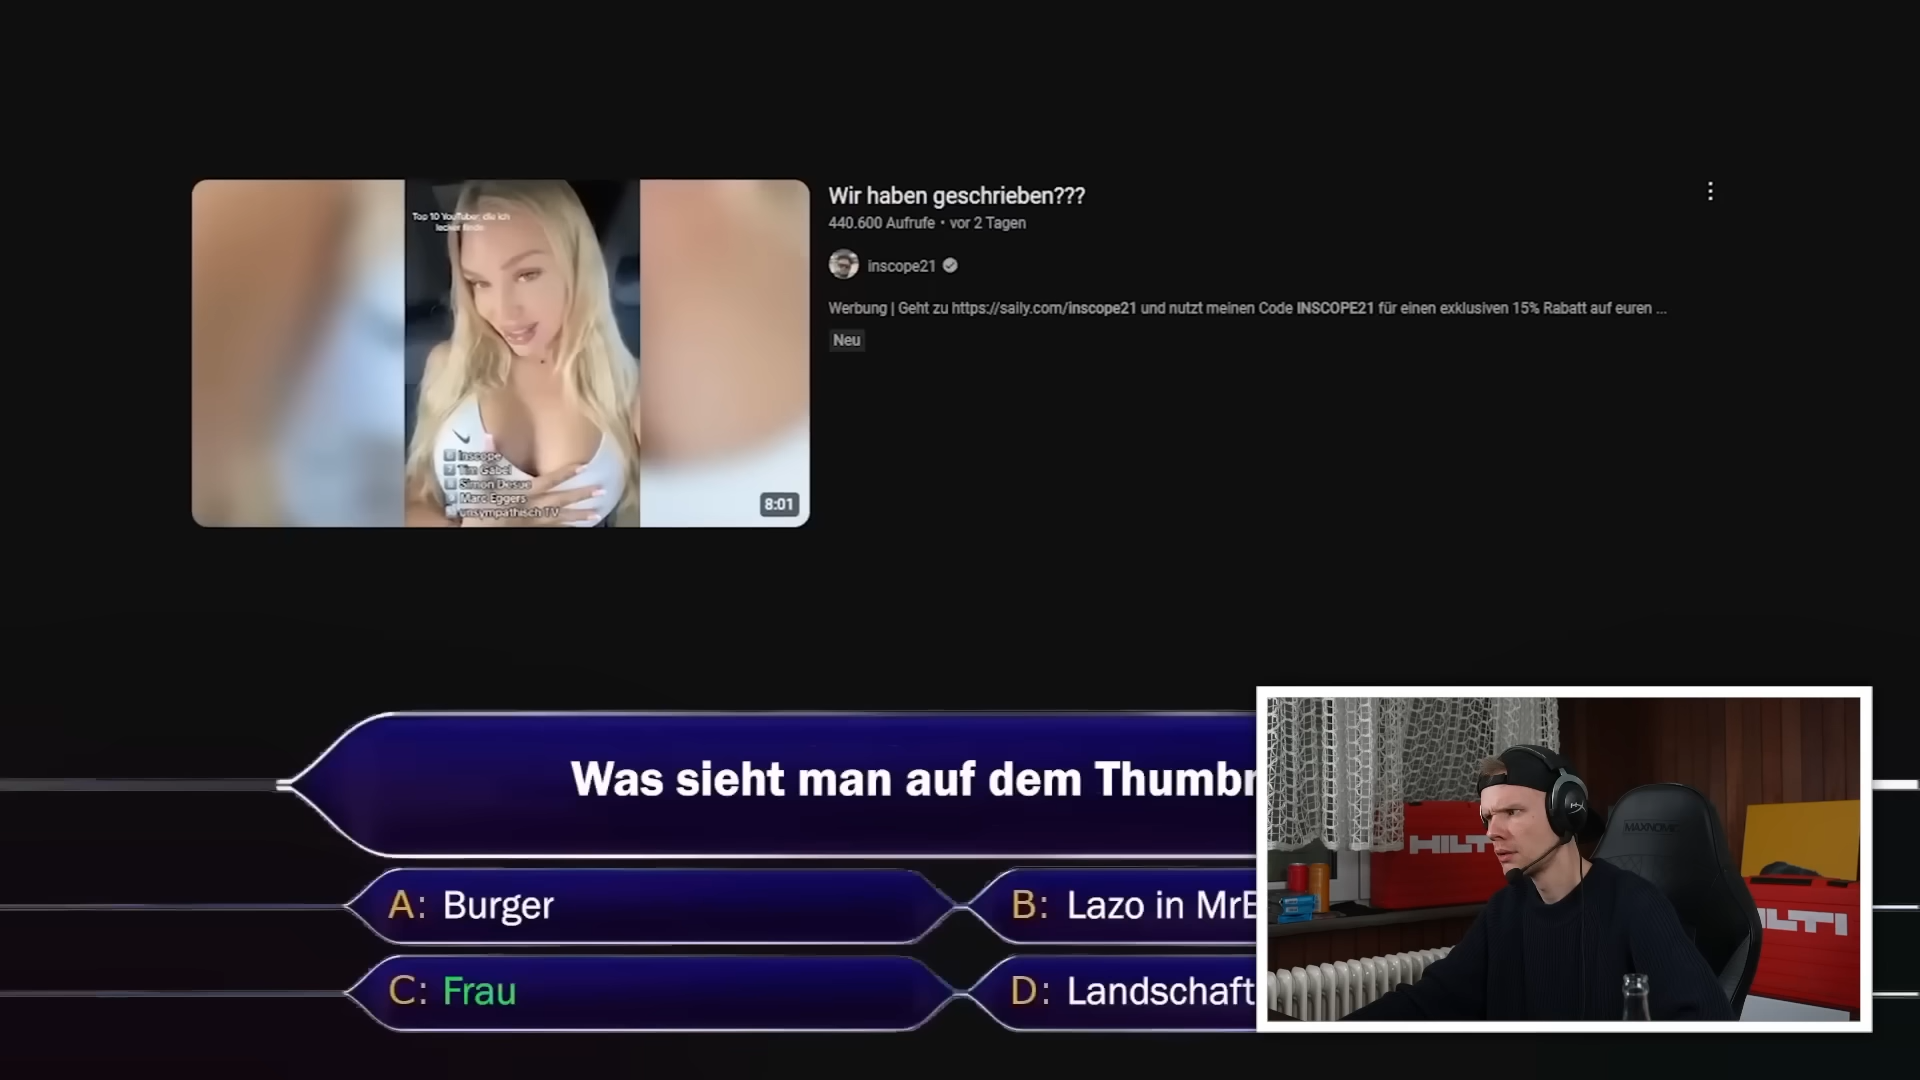 Top 10 YouTuber, die ich
lecker finde
Inscope
Tim Gabel
Simon Desue
Marc Eggers
unsympathisch TV
8:01
Wir haben geschrieben???
440.600 Aufrufe • vor 2 Tagen
inscope21
Werbung | Geht zu https://saily.com/inscope21 und nutzt meinen Code INSCOPE21 für einen exklusiven 15% Rabatt auf euren ...
Neu
Was sieht man auf dem Thumbn
A: Burger
B: Lazo in MrB
C: Frau
D: Landschaft
HILTI
MAXNOMIC
HILTI